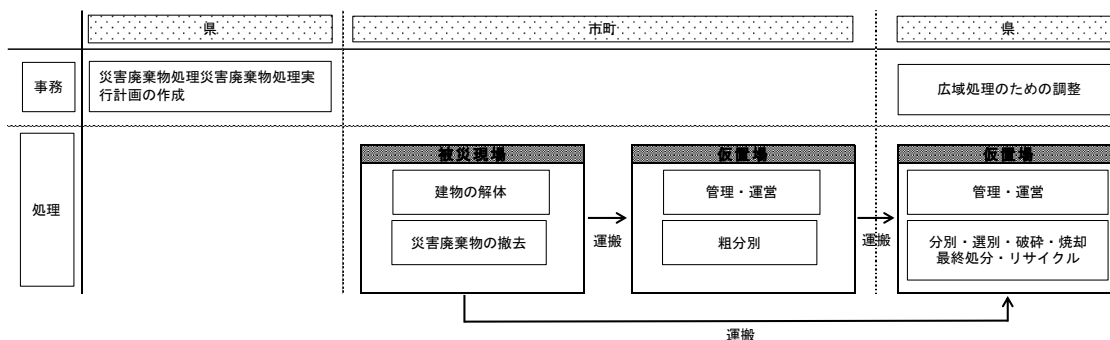 県
市町
県
事務
災害廃棄物処理災害廃棄物処理実
行計画の作成
広域処理のための調整
処理
被災現場
建物の解体
災害廃棄物の撤去
運搬
仮置場
管理・運営
粗分別
運搬
仮置場
管理・運営
分別・選別・破砕・焼却
最終処分・リサイクル
運搬